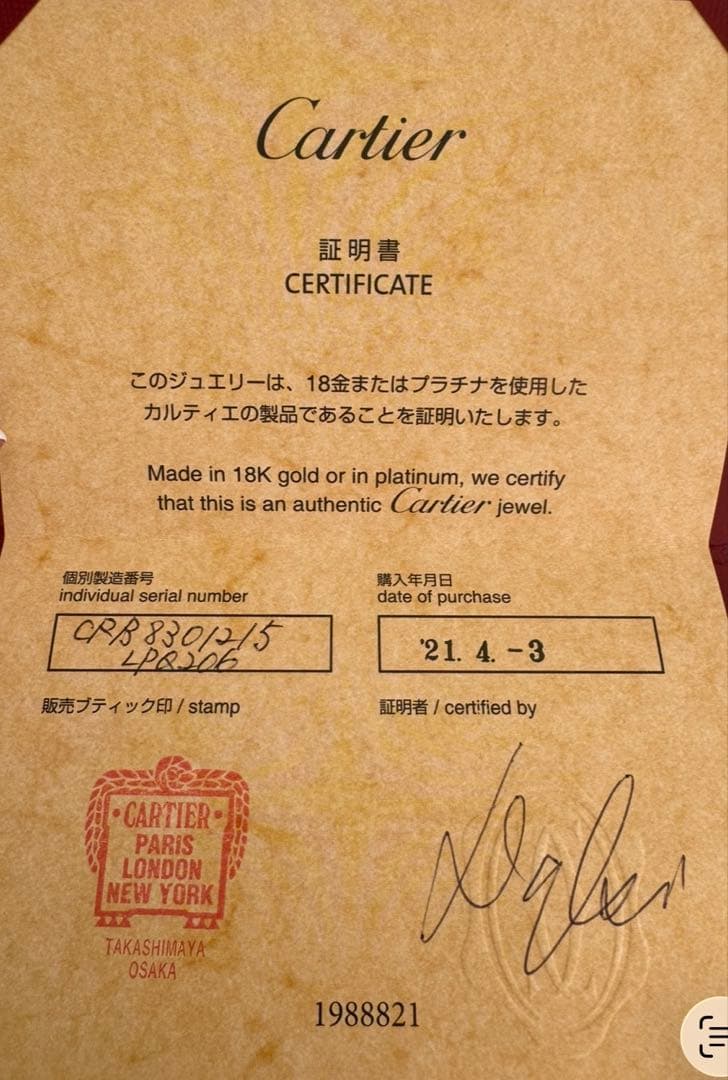 Cartier
証明書
CERTIFICATE
このジュエリーは、18金またはプラチナを使用した
カルティエの製品であることを証明いたします。
Made in 18K gold or in platinum, we certify
that this is an authentic Cartier jewel.
個別製造番号
individual serial number
CRB8301215
LPQ206
購入年月日
date of purchase
'21. 4. -3
販売ブティック印 / stamp
証明者 / certified by
CARTIER
PARIS
LONDON
NEW YORK
TAKASHIMAYA
OSAKA
1988821